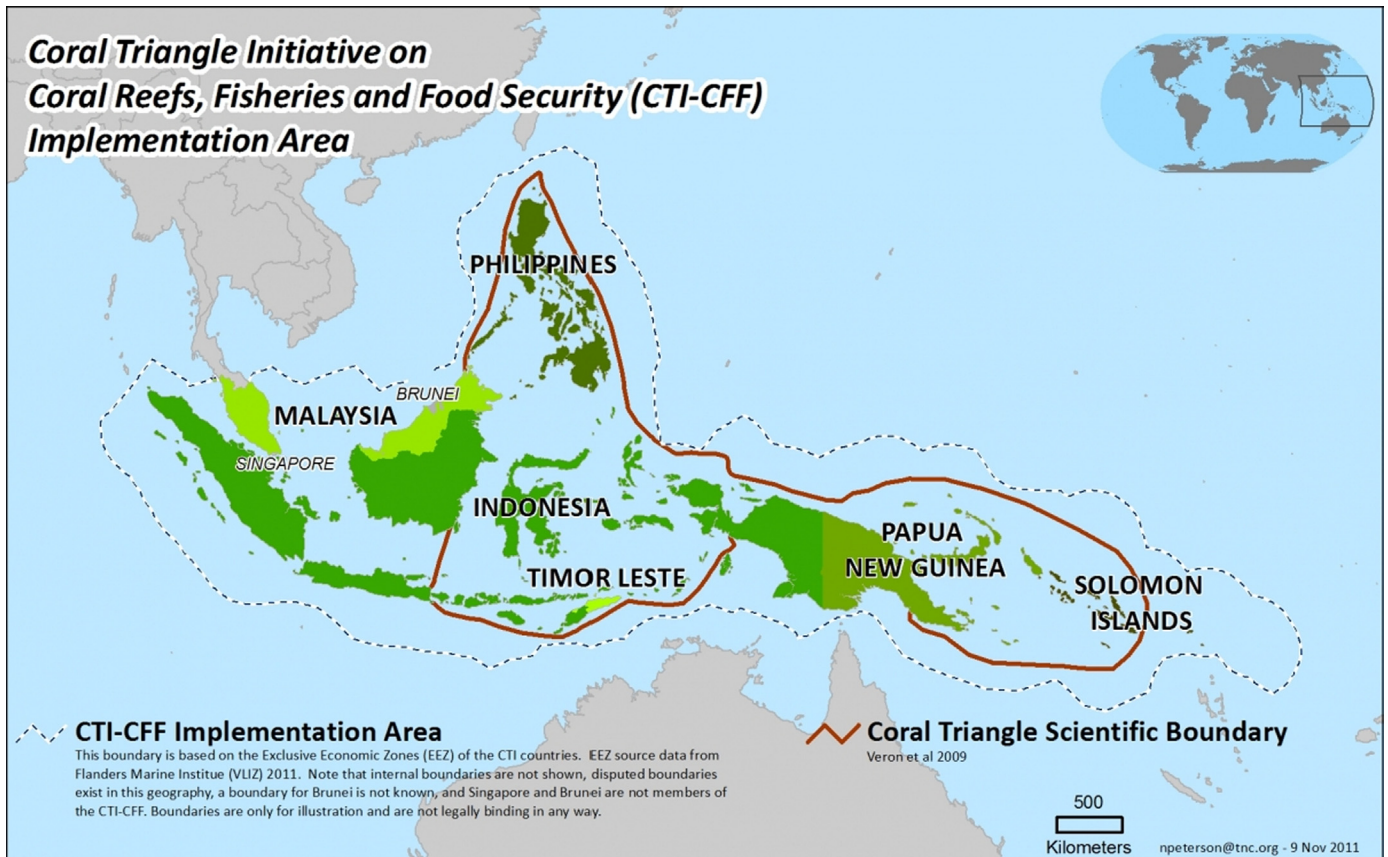 Coral Triangle Initiative on
Coral Reefs, Fisheries and Food Security (CTI-CFF)
Implementation Area
PHILIPPINES
BRUNEI
MALAYSIA
SINGAPORE
INDONESIA
PAPUA
NEW GUINEA
TIMOR LESTE
SOLOMON
ISLANDS
CTI-CFF Implementation Area
This boundary is based on the Exclusive Economic Zones (EEZ) of the CTI countries.  EEZ source data from
Flanders Marine Institue (VLIZ) 2011.  Note that internal boundaries are not shown, disputed boundaries
exist in this geography, a boundary for Brunei is not known, and Singapore and Brunei are not members of
the CTI-CFF. Boundaries are only for illustration and are not legally binding in any way.
Coral Triangle Scientific Boundary
Veron et al 2009
500
Kilometers
npeterson@tnc.org - 9 Nov 2011